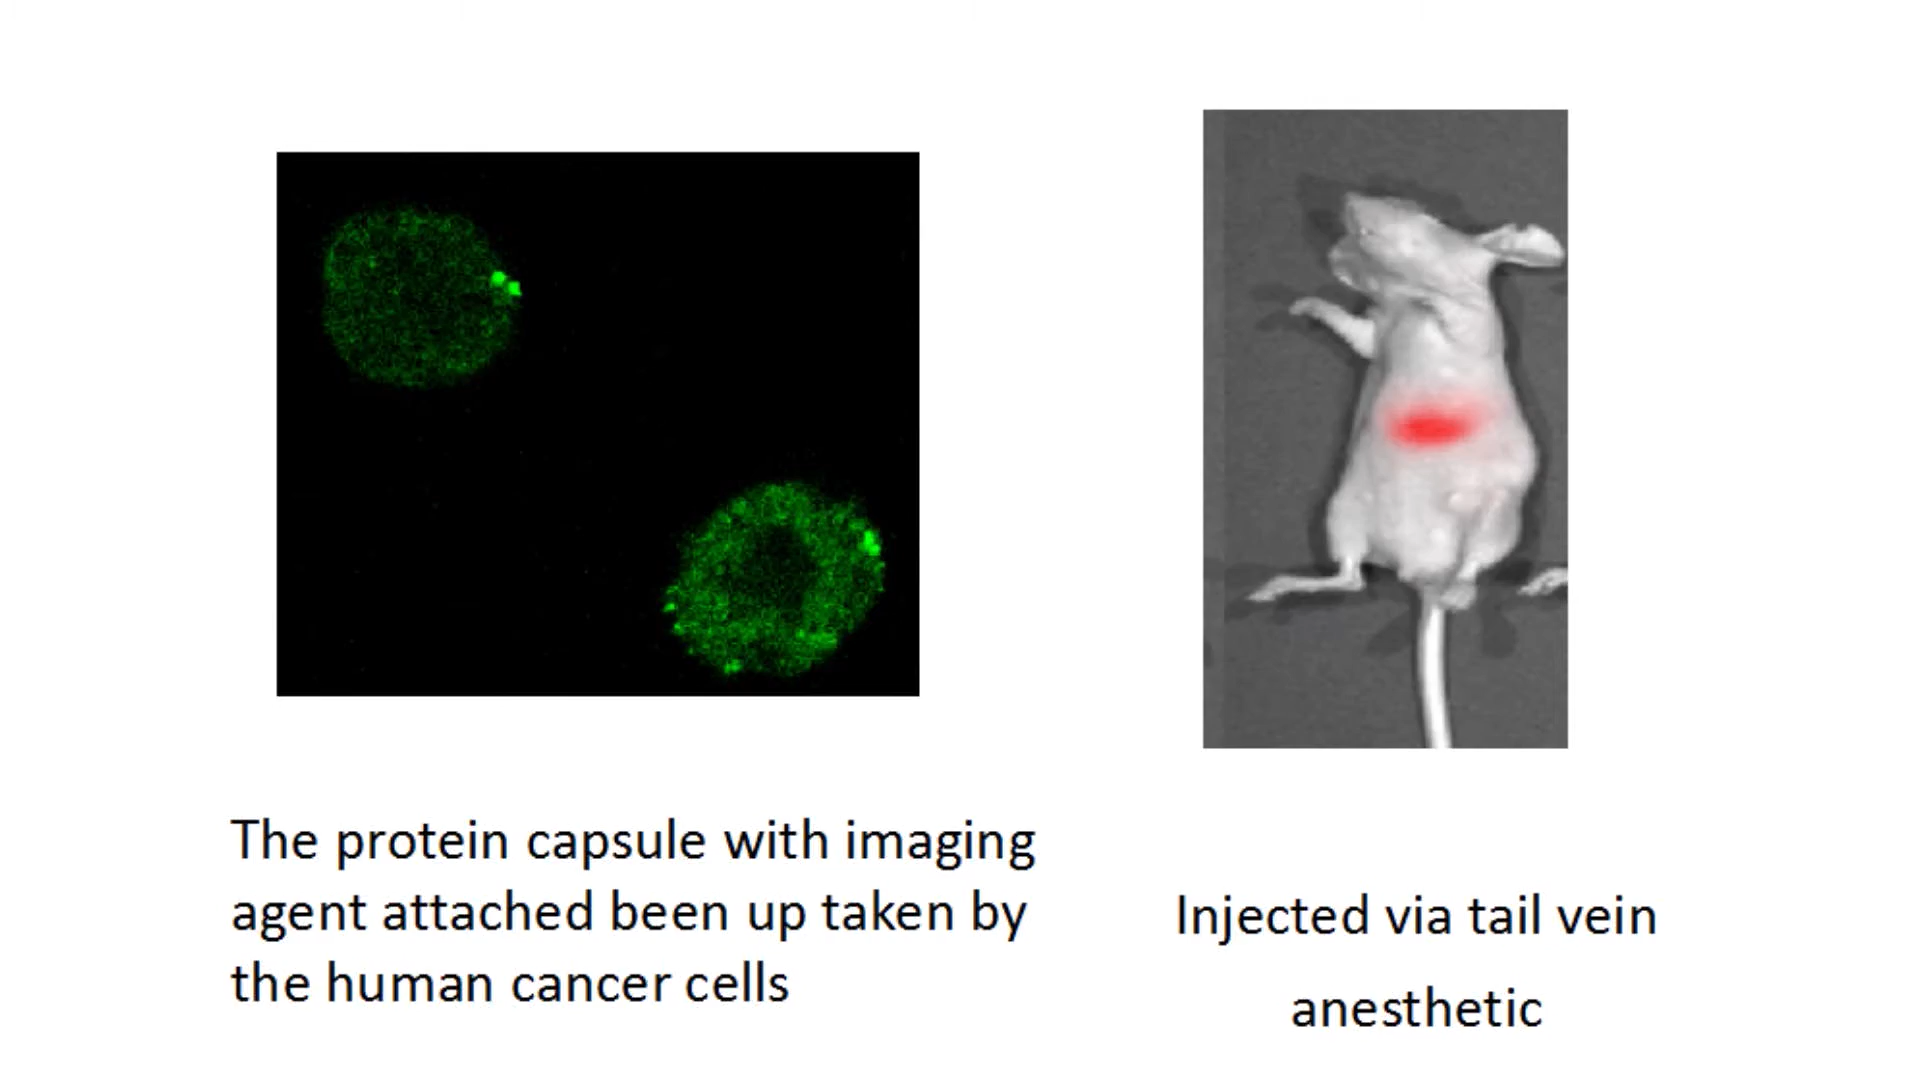 The protein capsule with imaging
agent attached been up taken by
the human cancer cells
Injected via tail vein
anesthetic